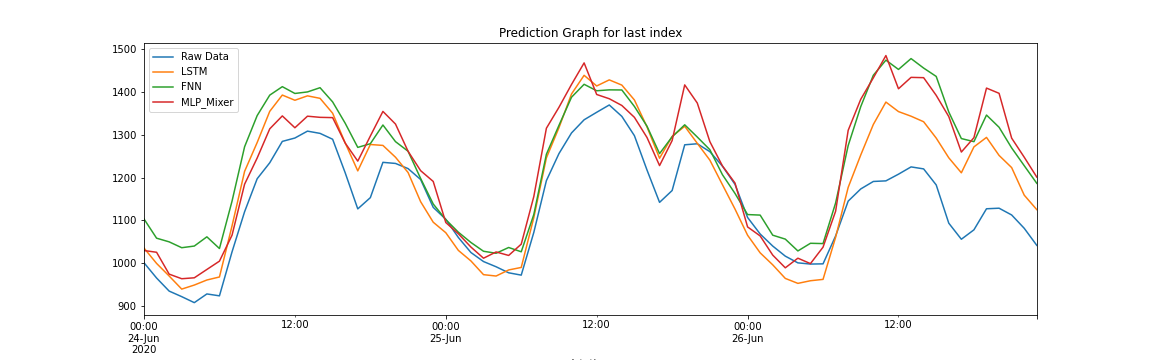 Prediction Graph for last index
1500
1400
1300
1200
1100
1000
900
Raw Data
LSTM
FNN
MLP_Mixer
00:00
24-Jun
2020
12:00
00:00
25-Jun
12:00
00:00
26-Jun
12:00